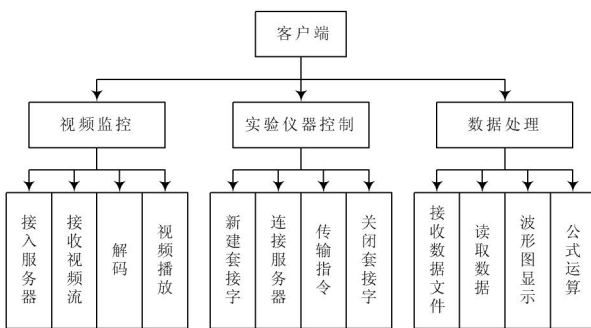 客户端
视频监控
实验仪器控制
数据处理
接入服务器
接收视频流
解码
视频播放
新建套接字
连接服务器
传输指令
关闭套接字
接收数据文件
读取数据
波形图显示
公式运算